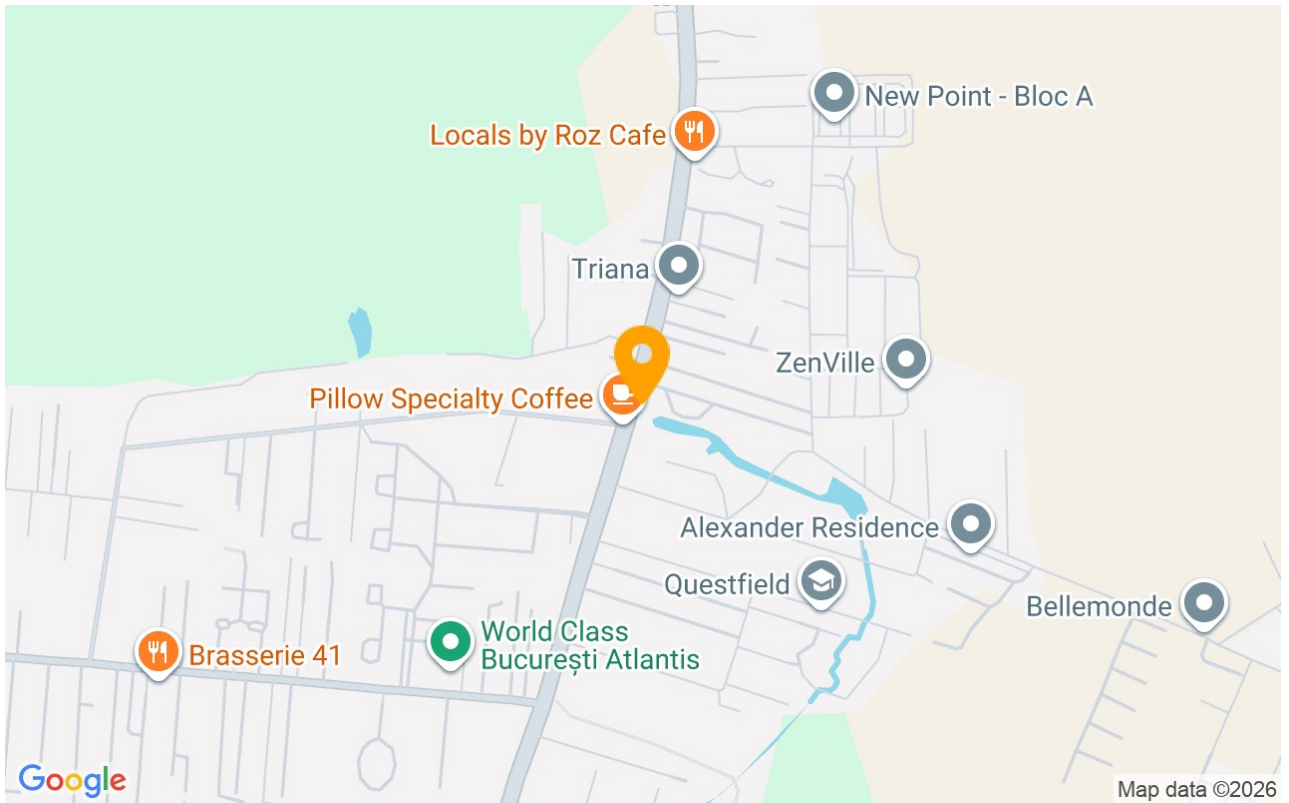 New Point - Bloc A
Locals by Roz Cafe
Triana
ZenVille
Pillow Specialty Coffee
Alexander Residence
Questfield
Bellemonde
World Class
București Atlantis
Brasserie 41
Google
Map data ©2026